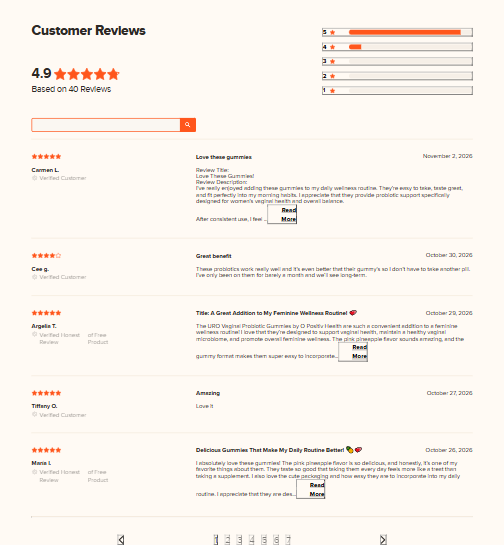 Customer Reviews
5
4
3
2
1
4.9
Based on 40 Reviews
Love these gummies
November 2, 2026
Carmen L.
Verified Customer
Review Title:
Love These Gummies!
Review Description:
I've really enjoyed adding these gummies to my daily wellness routine. They're easy to take, taste great,
and fit perfectly into my morning habits. I appreciate that they provide probiotic support specifically
designed for women's vaginal health and overall balance.
After consistent use, I feel ... Read
More
Great benefit
October 30, 2026
Cee g.
Verified Customer
These probiotics work really well and it's even better that their gummy's so I don't have to take another pill.
I've only been on them for barely a month and we'll see long-term.
Title: A Great Addition to My Feminine Wellness Routine!
October 29, 2026
Argelia T.
Verified Honest Review
of Free Product
The URO Vaginal Probiotic Gummies by O Positiv Health are such a convenient addition to a feminine
wellness routine! I love that they're designed to support vaginal health, maintain a healthy vaginal
microbiome, and promote overall feminine wellness. The pink pineapple flavor sounds amazing, and the
gummy format makes them super easy to incorporate... Read
More
Amazing
October 27, 2026
Tiffany O.
Verified Customer
Love it
Delicious Gummies That Make My Daily Routine Better!
October 26, 2026
Maria I.
Verified Honest Review
of Free Product
I absolutely love these gummies! The pink pineapple flavor is so delicious, and honestly, it's one of my
favorite things about them. They taste so good that taking them every day feels more like a treat then
taking a supplement. I also love the cute packaging and how easy they are to incorporate into my daily
routine. I appreciate that they are des... Read
More